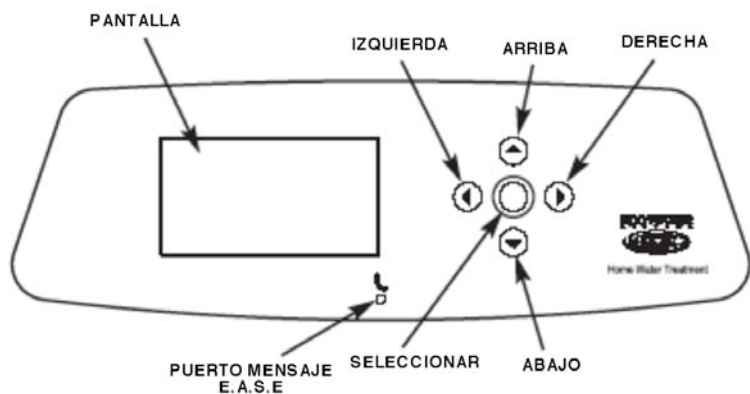 PANTALLA
IZQUIERDA
ARRIBA
DERECHA
Home Water Treatment
PUERTO MENSAJE
E.A.S.E
SELECCIONAR
ABAJO